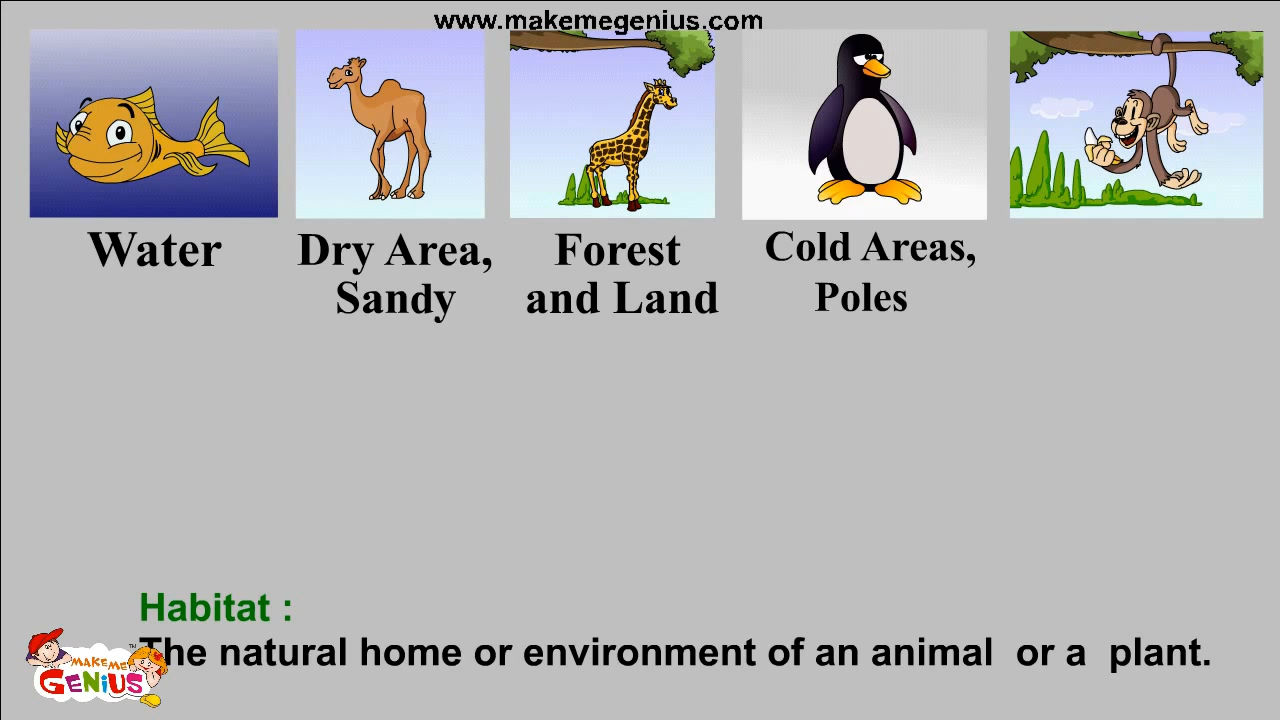 www.makemegenius.com
Water
Dry Area,
Sandy
Forest
and Land
Cold Areas,
Poles
Habitat :
The natural home or environment of an animal or a plant.
MAKE ME
GENiUS
TM